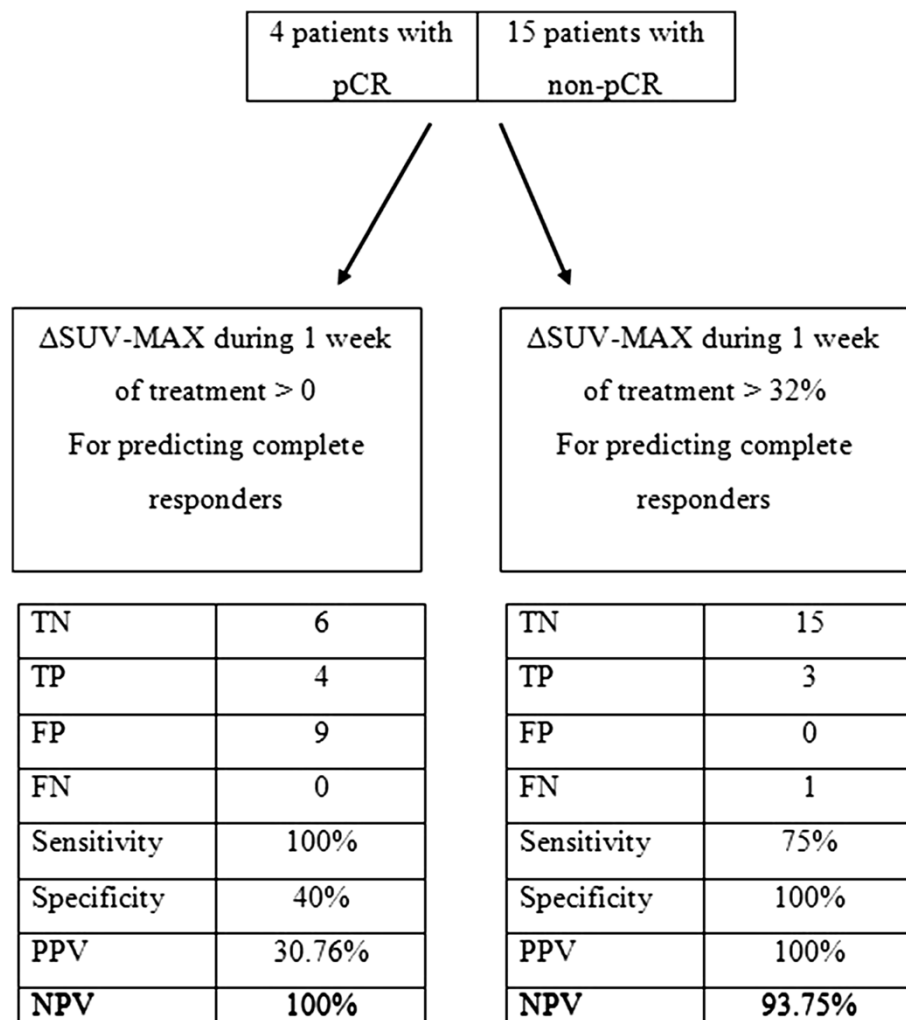 4 patients with
pCR
15 patients with
non-pCR
ΔSUV-MAX during 1 week
of treatment > 0
For predicting complete
responders
ΔSUV-MAX during 1 week
of treatment > 32%
For predicting complete
responders
TN 6
TP 4
FP 9
FN 0
Sensitivity 100%
Specificity 40%
PPV 30.76%
NPV 100%
TN 15
TP 3
FP 0
FN 1
Sensitivity 75%
Specificity 100%
PPV 100%
NPV 93.75%